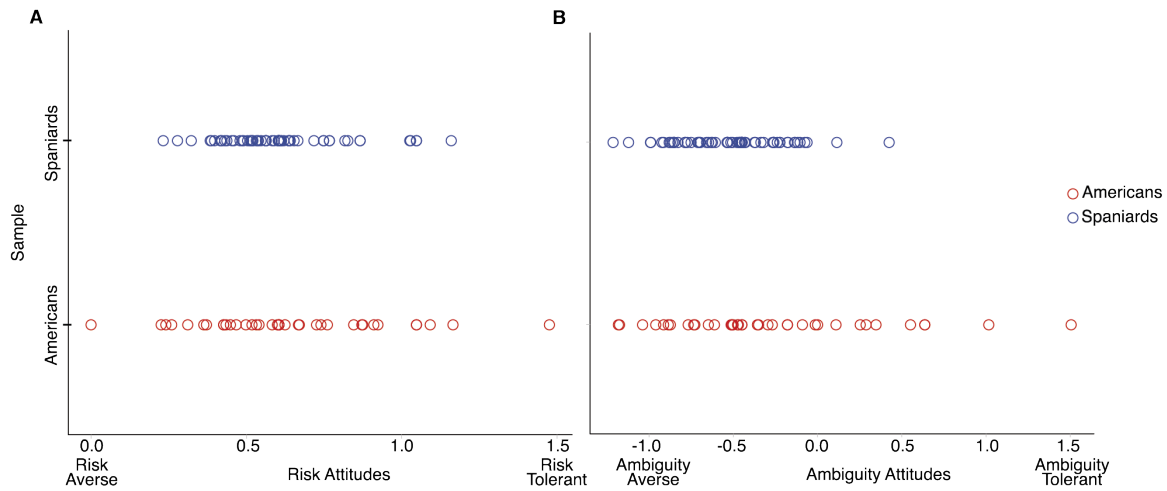 A
B
Sample
Spaniards
Americans
Americans
Spaniards
0.0
0.5
1.0
1.5
Risk
Averse
Risk Attitudes
Risk
Tolerant
-1.0
-0.5
0.0
0.5
1.0
1.5
Ambiguity
Averse
Ambiguity Attitudes
Ambiguity
Tolerant